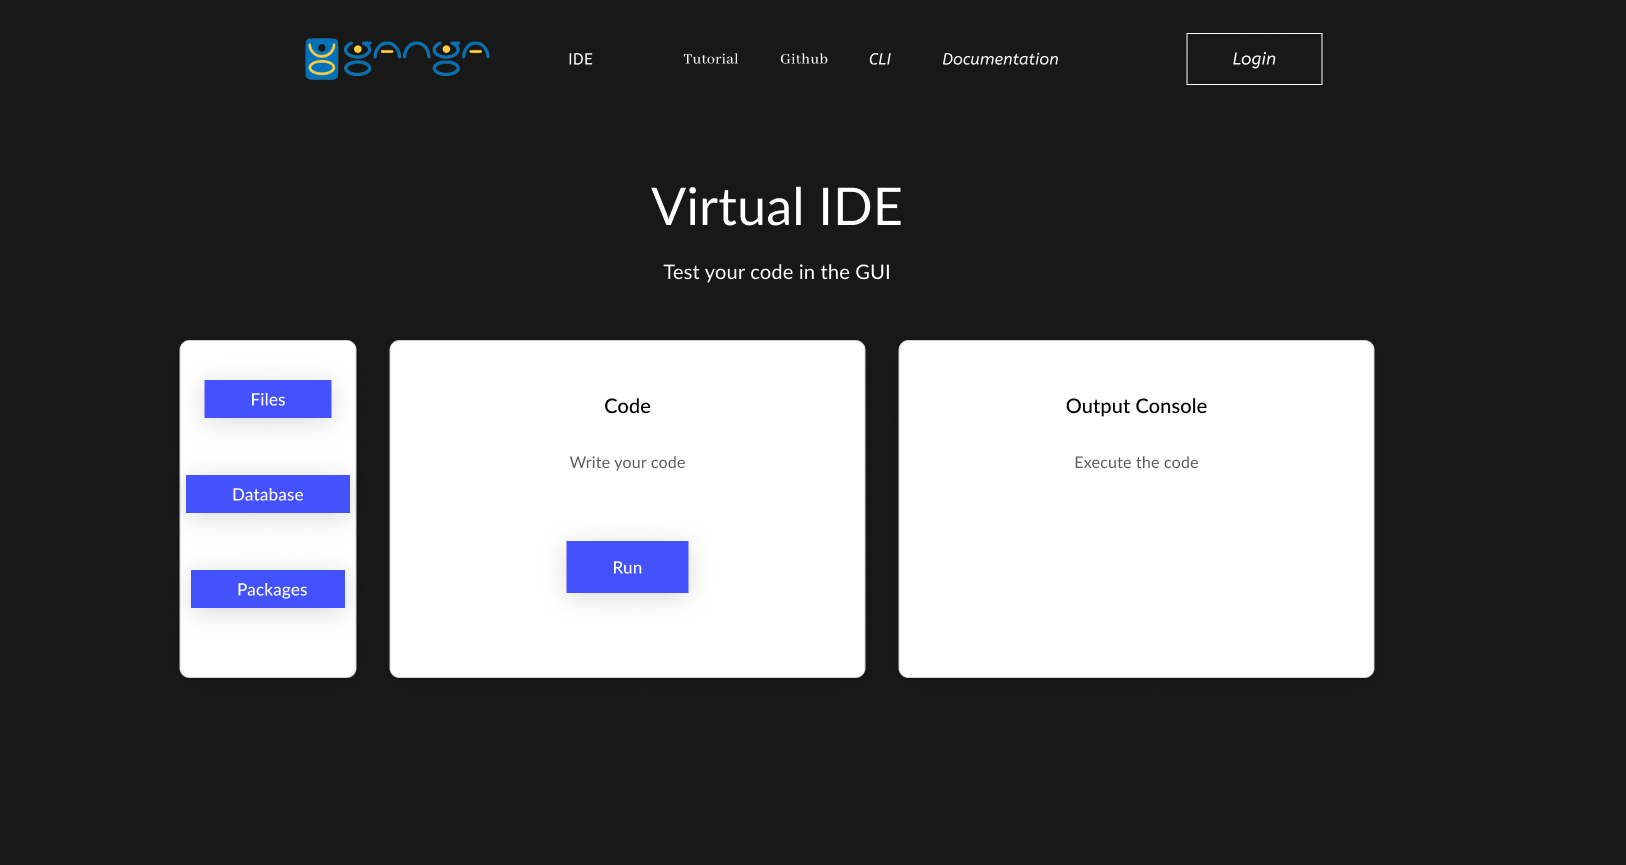 ganga
IDE
Tutorial
Github
CLI
Documentation
Login
Virtual IDE
Test your code in the GUI
Files
Database
Packages
Code
Write your code
Run
Output Console
Execute the code